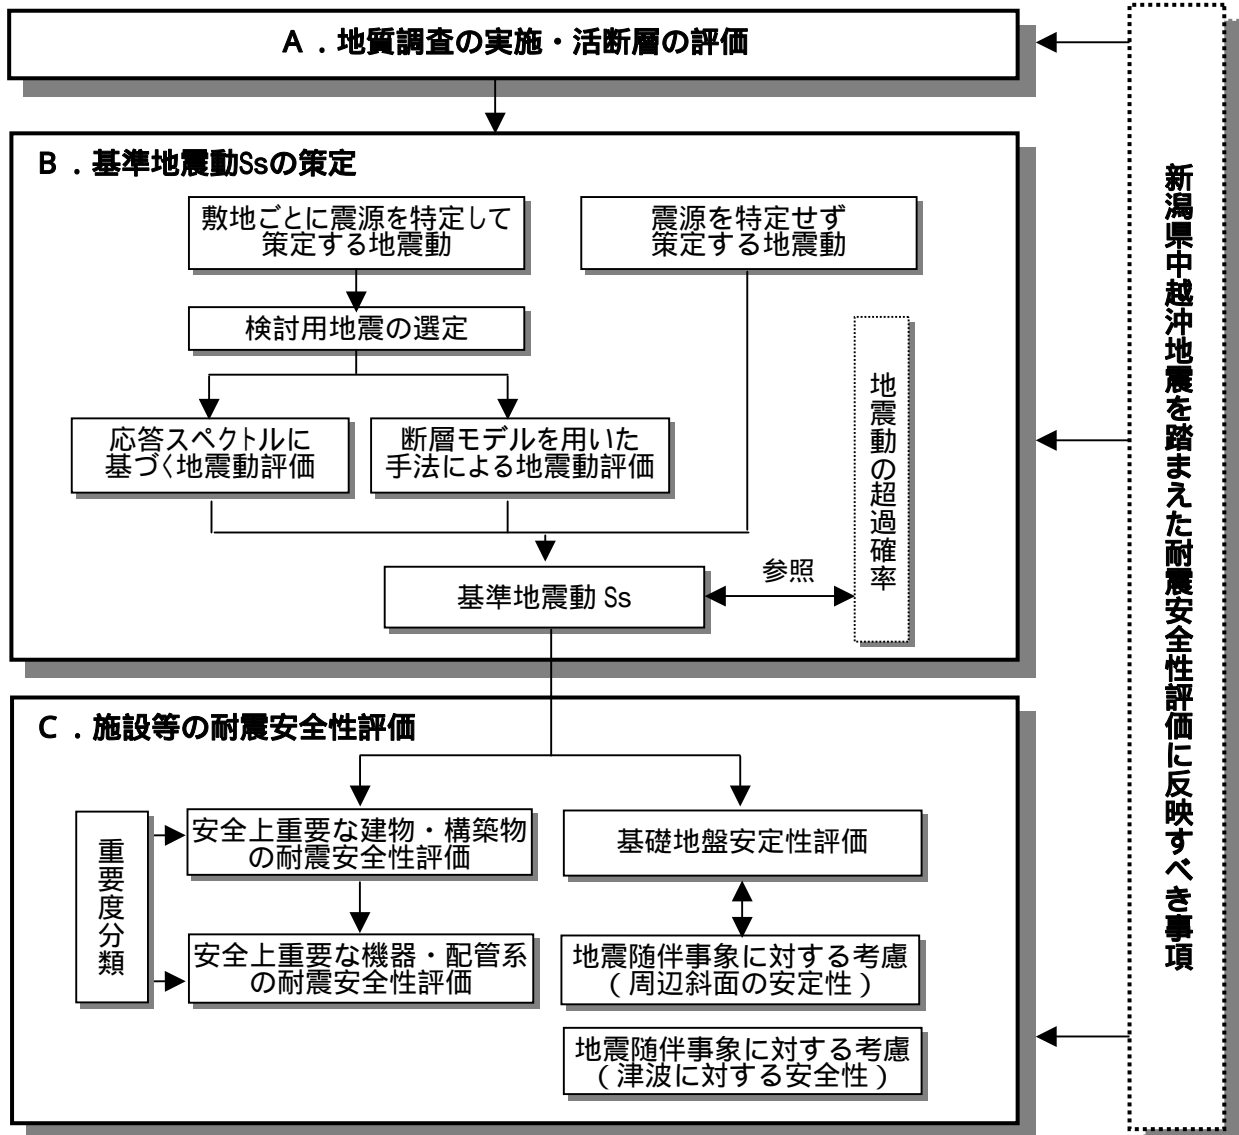 A．地質調査の実施・活断層の評価
B．基準地震動Ssの策定
敷地ごとに震源を特定して
策定する地震動
震源を特定せず
策定する地震動
検討用地震の選定
応答スペクトルに
基づく地震動評価
断層モデルを用いた
手法による地震動評価
地震動の超過確率
参照
基準地震動 Ss
C．施設等の耐震安全性評価
重要度分類
安全上重要な建物・構築物
の耐震安全性評価
安全上重要な機器・配管系
の耐震安全性評価
基礎地盤安定性評価
地震随伴事象に対する考慮
（周辺斜面の安定性）
地震随伴事象に対する考慮
（津波に対する安全性）
新潟県中越沖地震を踏まえた耐震安全性評価に反映すべき事項